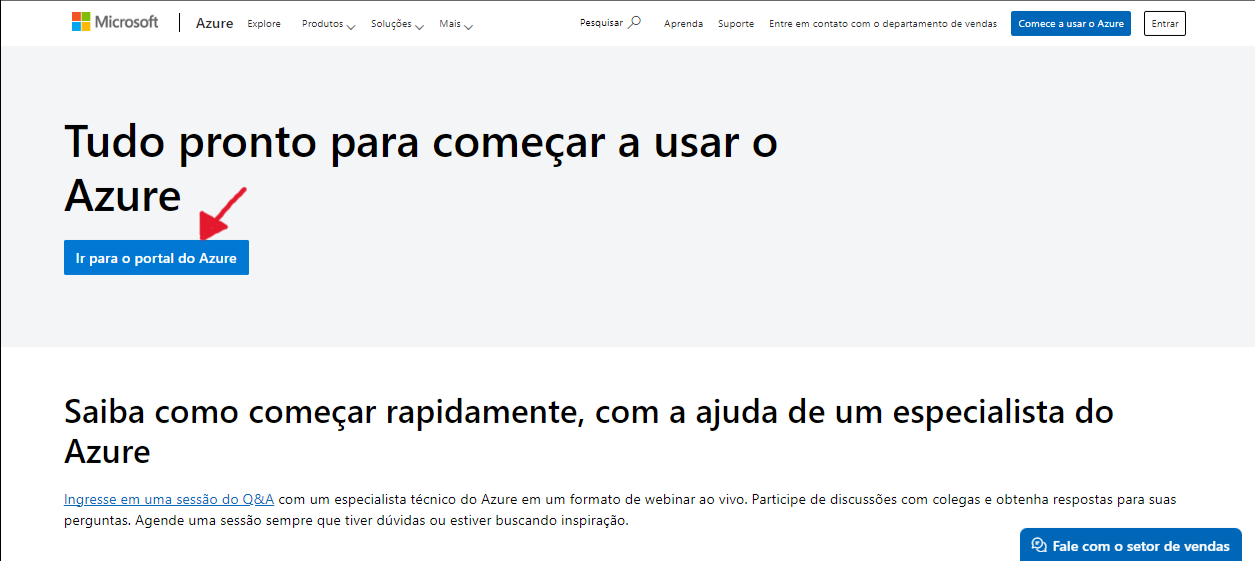 Microsoft Azure Explore Produtos Soluções Mais Pesquisar Aprenda Suporte Entre em contato com o departamento de vendas Comece a usar o Azure Entrar
Tudo pronto para começar a usar o
Azure
Ir para o portal do Azure
Saiba como começar rapidamente, com a ajuda de um especialista do
Azure
Ingresse em uma sessão do Q&A com um especialista técnico do Azure em um formato de webinar ao vivo. Participe de discussões com colegas e obtenha respostas para suas
perguntas. Agende uma sessão sempre que tiver dúvidas ou estiver buscando inspiração.
Fale com o setor de vendas